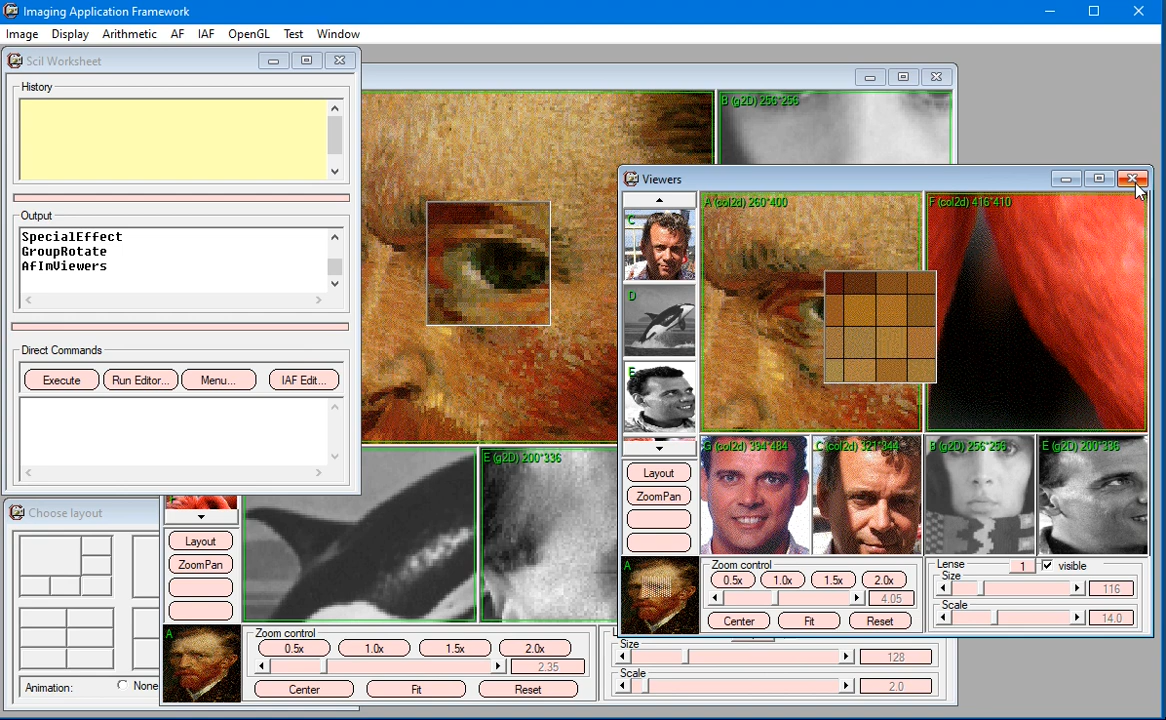 Imaging Application Framework
Image Display Arithmetic AF IAF OpenGL Test Window
Scil Worksheet
History
Output
SpecialEffect
GroupRotate
AfImViewers
Direct Commands
Execute Run Editor... Menu... IAF Edit...
B (g2D) 256*256
E (g2D) 200*336
Viewers
C
D
E
A (col2d) 260*400
F (col2d) 416*410
G (col2d) 394*484
C (col2d) 321*344
B (g2D) 256*256
E (g2D) 200*336
Layout
ZoomPan
A
Zoom control
0.5x 1.0x 1.5x 2.0x
4.05
Center Fit Reset
Lense 1 visible
Size
116
Scale
14.0
Choose layout
Animation: None
Layout
ZoomPan
A
Zoom control
0.5x 1.0x 1.5x 2.0x
2.35
Center Fit Reset
Size
128
Scale
2.0